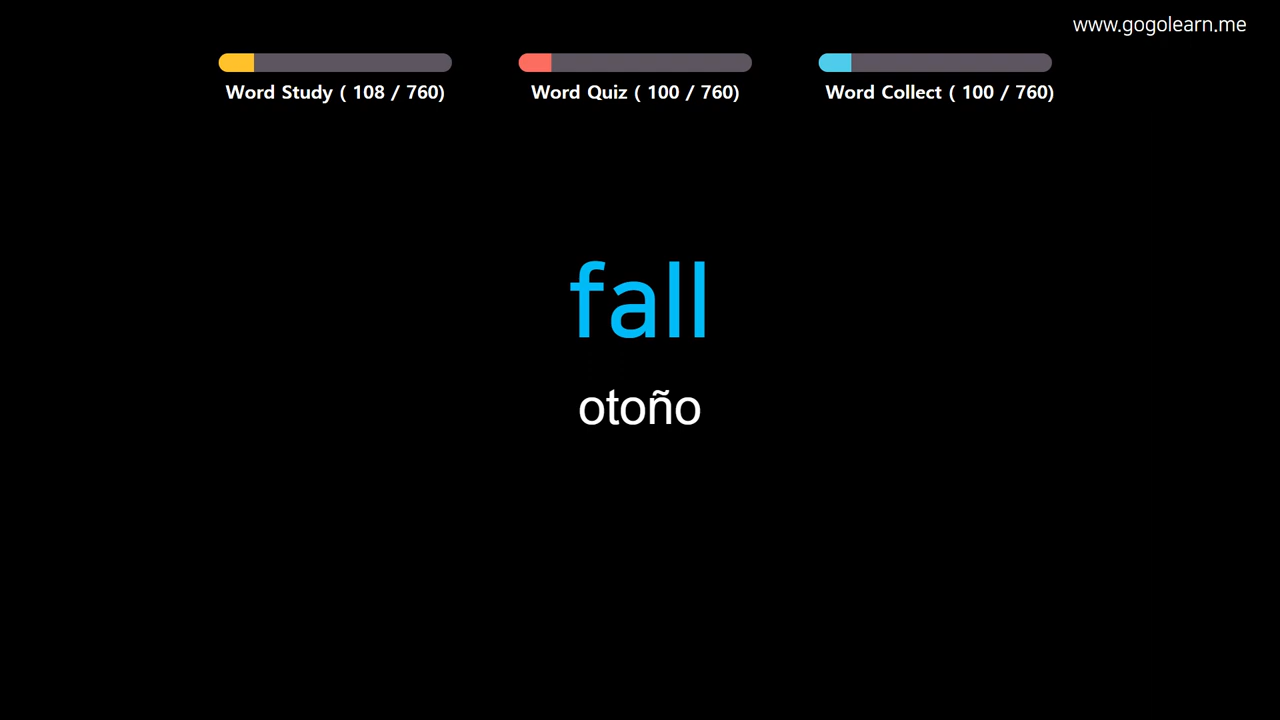 www.gogolearn.me
Word Study ( 108 / 760)
Word Quiz ( 100 / 760)
Word Collect ( 100 / 760)
fall
otoño